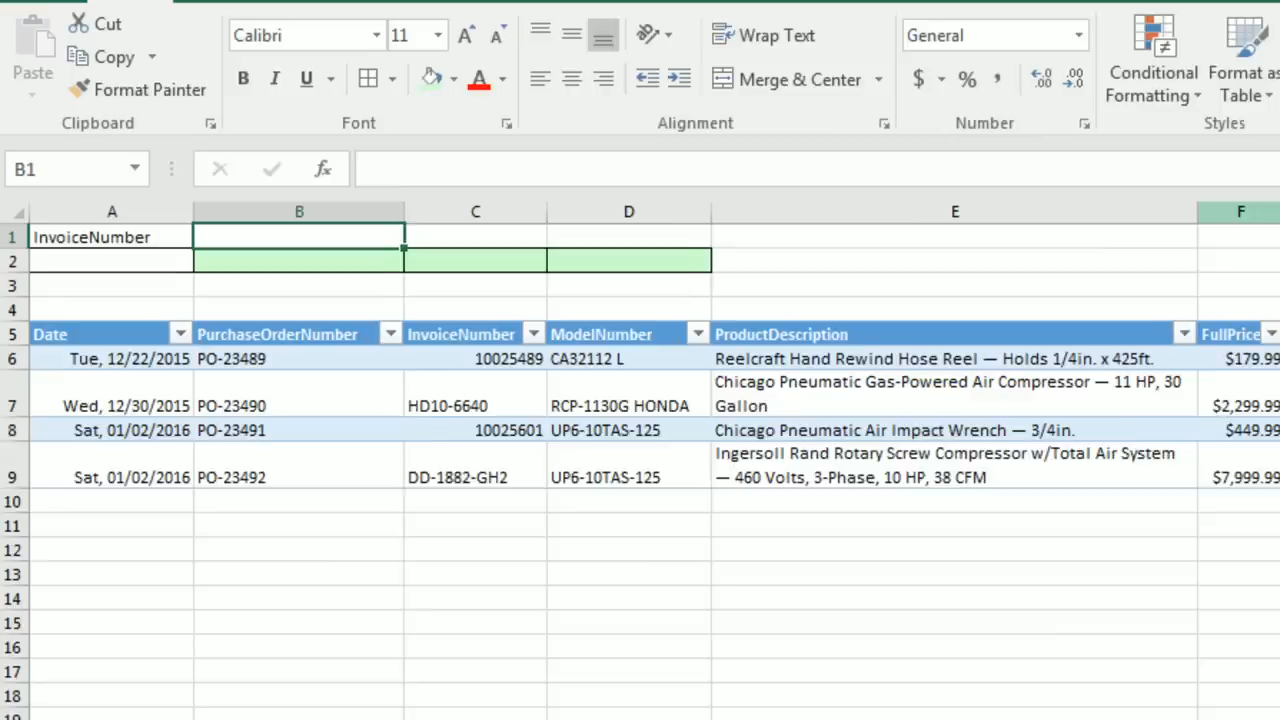 Cut
Copy
Paste
Format Painter
Clipboard
Calibri
11
A A
B I U A
Font
Wrap Text
Merge & Center
Alignment
General
$ % , .0 .00 .00 .0
Number
Conditional
Formatting
Format as
Table
Styles
B1
fx
A B C D E F
1 InvoiceNumber
2
3
4
5 Date PurchaseOrderNumber InvoiceNumber ModelNumber ProductDescription FullPrice
6 Tue, 12/22/2015 PO-23489 10025489 CA32112 L Reelcraft Hand Rewind Hose Reel — Holds 1/4in. x 425ft. $179.99
Chicago Pneumatic Gas-Powered Air Compressor — 11 HP, 30
7 Wed, 12/30/2015 PO-23490 HD10-6640 RCP-1130G HONDA Gallon $2,299.99
8 Sat, 01/02/2016 PO-23491 10025601 UP6-10TAS-125 Chicago Pneumatic Air Impact Wrench — 3/4in. $449.99
Ingersoll Rand Rotary Screw Compressor w/Total Air System
9 Sat, 01/02/2016 PO-23492 DD-1882-GH2 UP6-10TAS-125 — 460 Volts, 3-Phase, 10 HP, 38 CFM $7,999.99
10
11
12
13
14
15
16
17
18